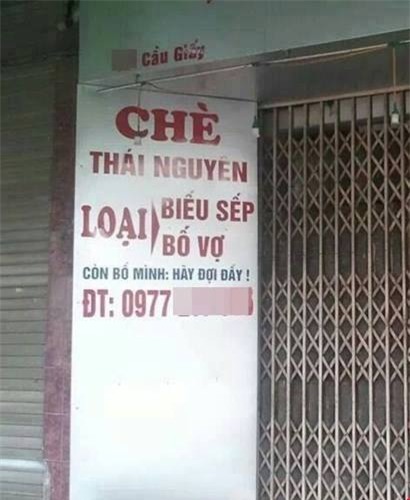 Cầu Giấy
CHÈ
THÁI NGUYÊN
LOẠI BIẾU SẾP
BỐ VỢ
CÒN BỐ MÌNH: HÃY ĐỢI ĐẤY !
ĐT: 0977